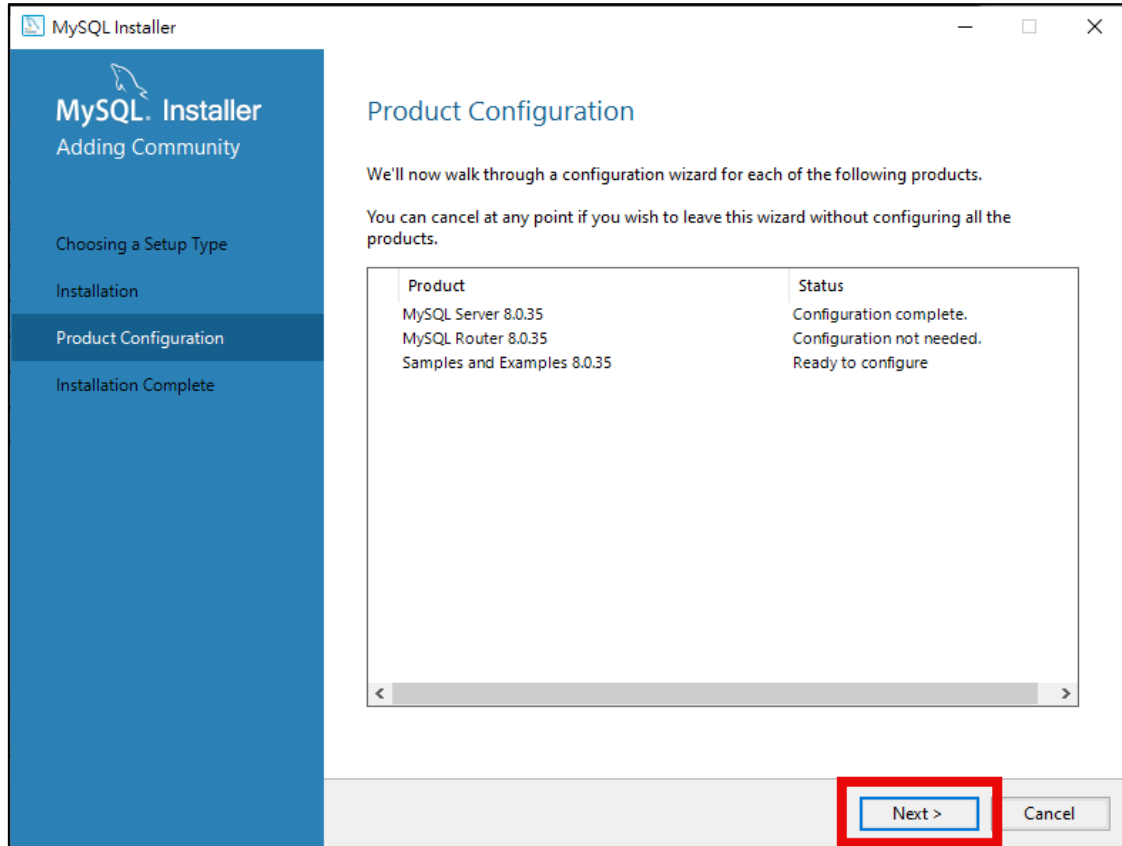 MySQL Installer
MySQL. Installer
Adding Community
Choosing a Setup Type
Installation
Product Configuration
Installation Complete
Product Configuration
We'll now walk through a configuration wizard for each of the following products.
You can cancel at any point if you wish to leave this wizard without configuring all the
products.
Product Status
MySQL Server 8.0.35 Configuration complete.
MySQL Router 8.0.35 Configuration not needed.
Samples and Examples 8.0.35 Ready to configure
Next > Cancel